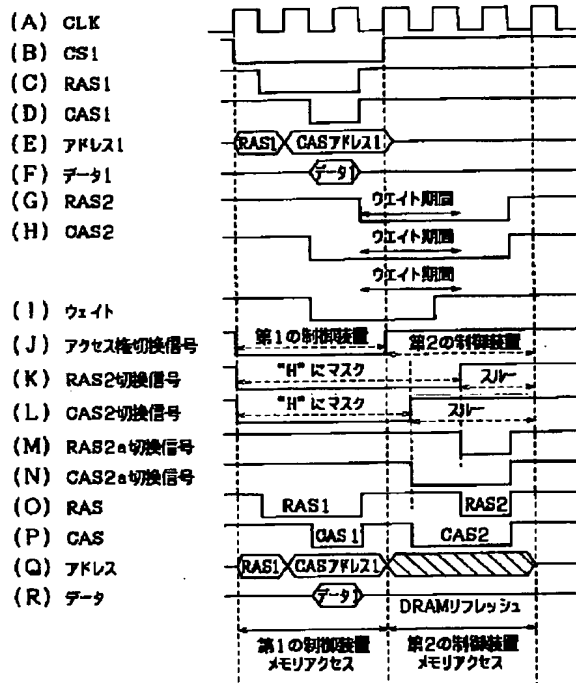 (A) CLK
(B) CS1
(C) RAS1
(D) CAS1
(E) アドレス1 RAS1 CASアドレス1
(F) データ1 データ1
(G) RAS2 ウエイト期間
(H) CAS2 ウエイト期間
ウエイト期間
(I) ウェイト
(J) アクセス権切換信号 第1の制御装置 第2の制御装置
(K) RAS2切換信号 "H"にマスク スルー
(L) CAS2切換信号 "H"にマスク スルー
(M) RAS2a切換信号
(N) CAS2a切換信号
(O) RAS RAS1 RAS2
(P) CAS CAS1 CAS2
(Q) アドレス RAS1 CASアドレス1
(R) データ データ1 DRAMリフレッシュ
第1の制御装置 第2の制御装置
メモリアクセス メモリアクセス